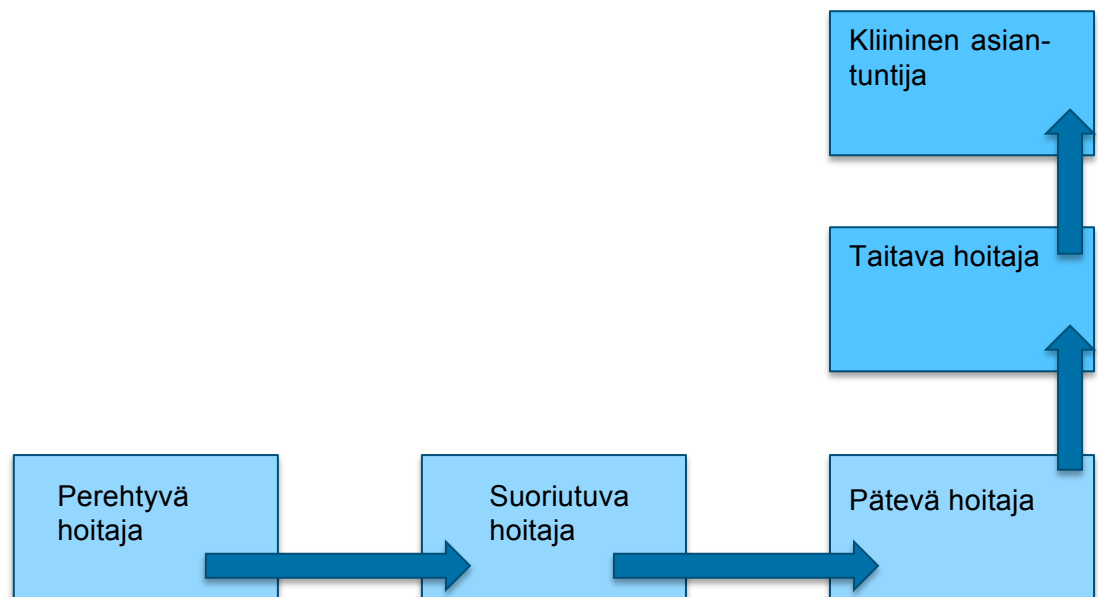 Kliininen asian-
tuntija
Taitava hoitaja
Perehtyvä
hoitaja
Suoriutuva
hoitaja
Pätevä hoitaja